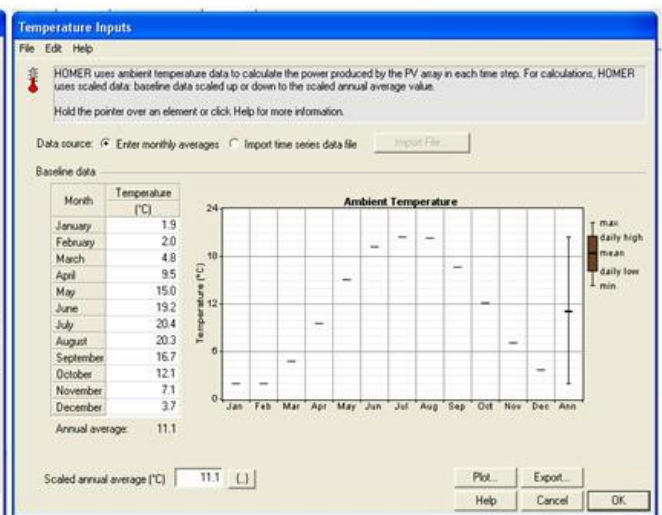 Temperature Inputs
File Edit Help
HOMER uses ambient temperature data to calculate the power produced by the PV array in each time step. For calculations, HOMER
uses scaled data: baseline data scaled up or down to the scaled annual average value.
Hold the pointer over an element or click Help for more information.
Data source: Enter monthly averages Import time series data file Import File...
Baseline data
Month Temperature
(°C)
January 1.9
February 2.0
March 4.8
April 9.5
May 15.0
June 19.2
July 20.4
August 20.3
September 16.7
October 12.1
November 7.1
December 3.7
Annual average: 11.1
Ambient Temperature
Temperature (°C)
24
18
12
6
0
Jan Feb Mar Apr May Jun Jul Aug Sep Oct Nov Dec Ann
max
daily high
mean
daily low
min
Scaled annual average (°C) 11.1 {..}
Plot... Export...
Help Cancel OK